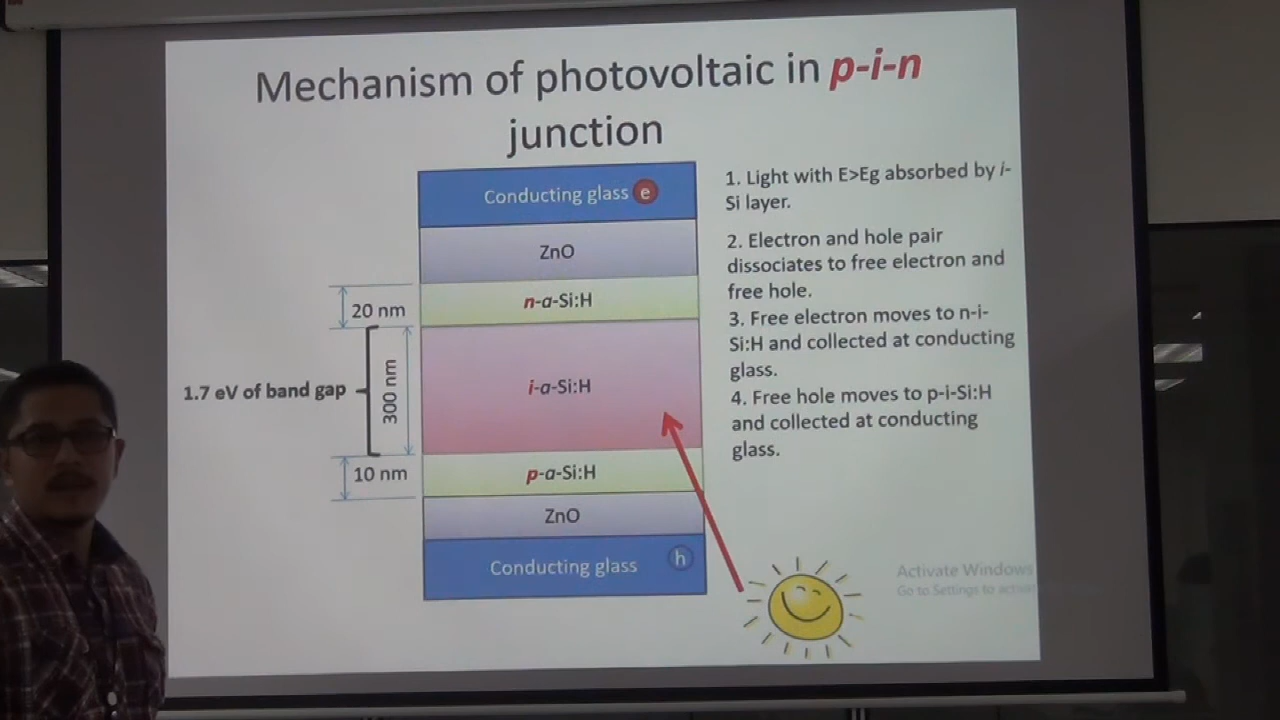 Mechanism of photovoltaic in p-i-n
junction
Conducting glass e
ZnO
n-a-Si:H
20 nm
i-a-Si:H
1.7 eV of band gap
300 nm
p-a-Si:H
10 nm
ZnO
Conducting glass h
1. Light with E>Eg absorbed by i-
Si layer.
2. Electron and hole pair
dissociates to free electron and
free hole.
3. Free electron moves to n-i-
Si:H and collected at conducting
glass.
4. Free hole moves to p-i-Si:H
and collected at conducting
glass.
Activate Windows
Go to Settings to